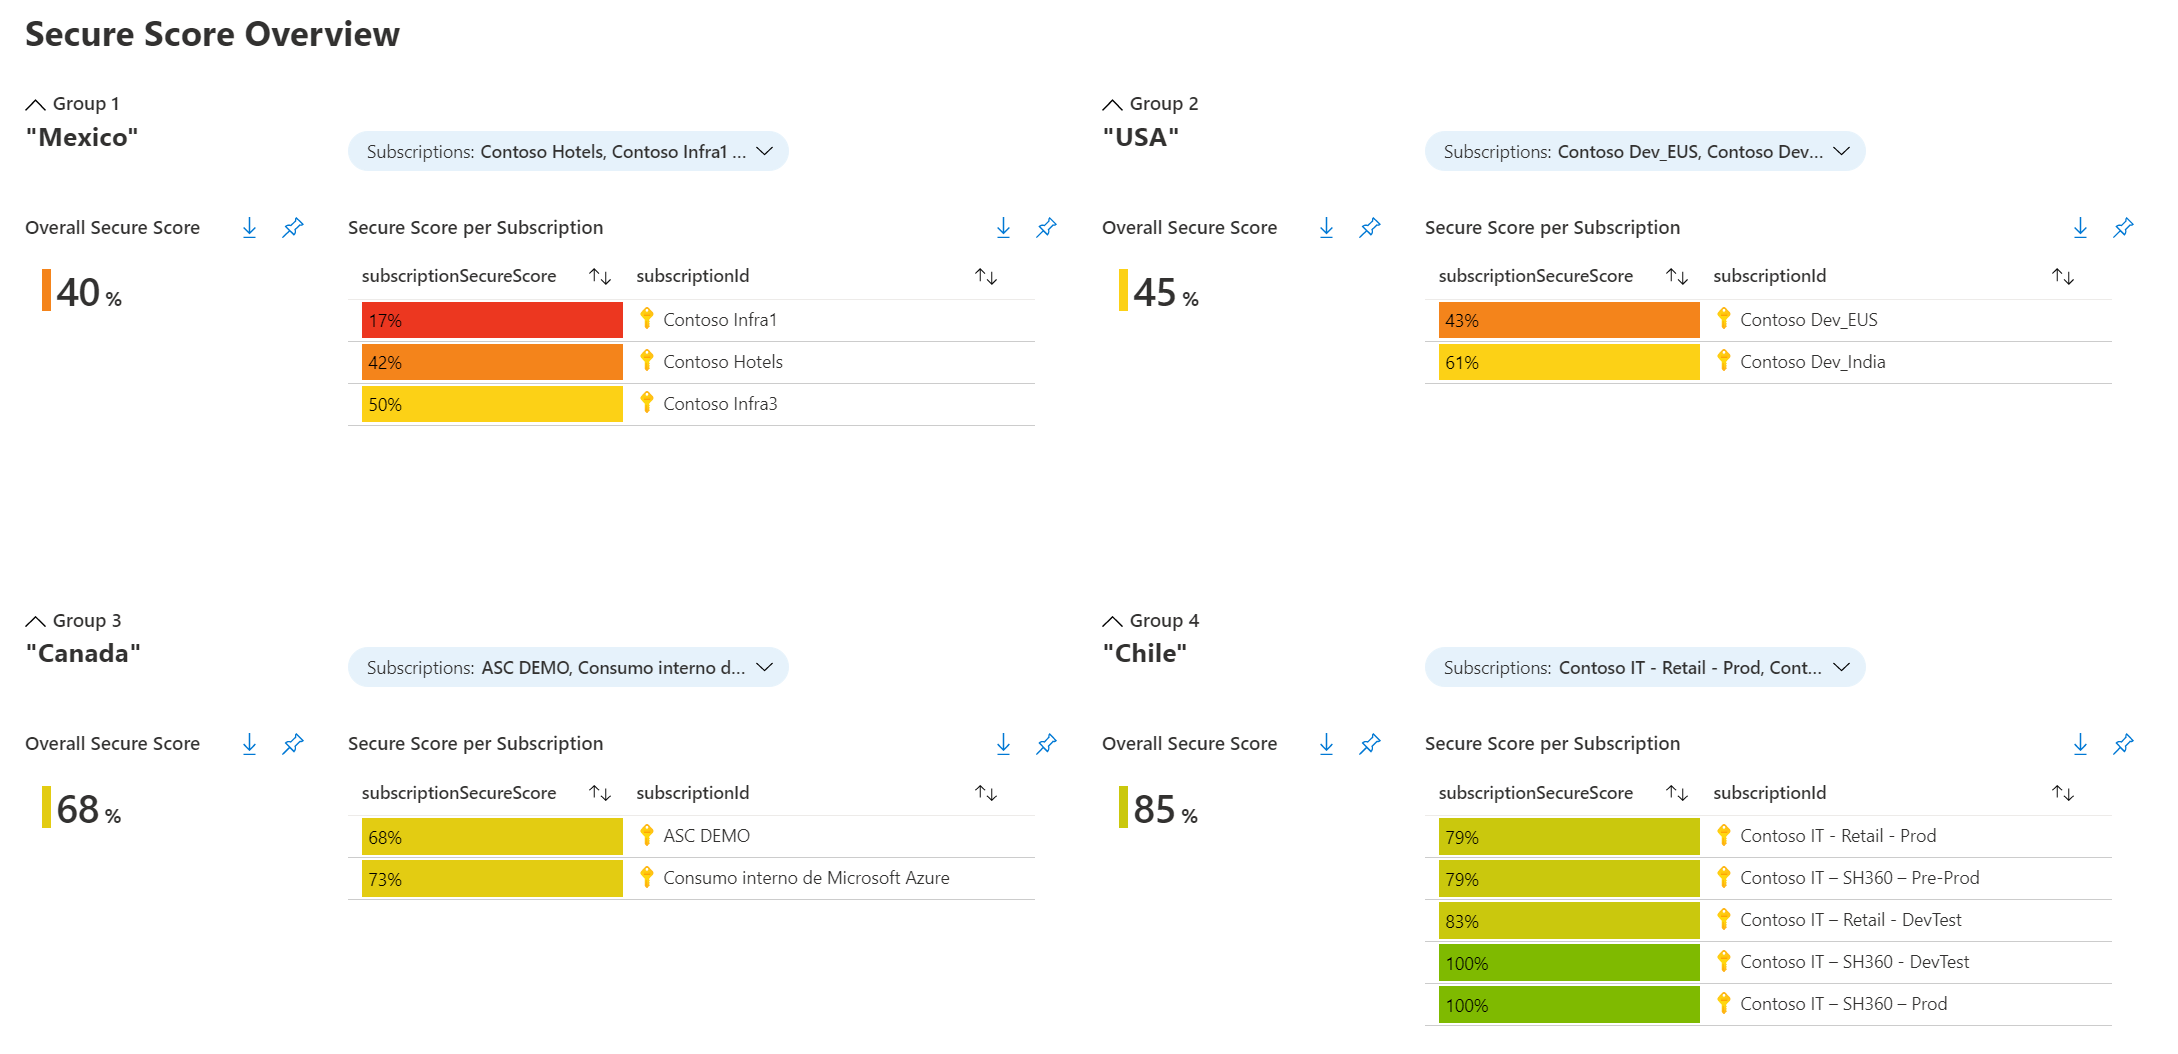 Secure Score Overview
Group 1
"Mexico"
Subscriptions: Contoso Hotels, Contoso Infra1 ...
Overall Secure Score
40 %
Secure Score per Subscription
subscriptionSecureScore subscriptionId
17% Contoso Infra1
42% Contoso Hotels
50% Contoso Infra3
Group 2
"USA"
Subscriptions: Contoso Dev_EUS, Contoso Dev...
Overall Secure Score
45 %
Secure Score per Subscription
subscriptionSecureScore subscriptionId
43% Contoso Dev_EUS
61% Contoso Dev_India
Group 3
"Canada"
Subscriptions: ASC DEMO, Consumo interno d...
Overall Secure Score
68 %
Secure Score per Subscription
subscriptionSecureScore subscriptionId
68% ASC DEMO
73% Consumo interno de Microsoft Azure
Group 4
"Chile"
Subscriptions: Contoso IT - Retail - Prod, Cont...
Overall Secure Score
85 %
Secure Score per Subscription
subscriptionSecureScore subscriptionId
79% Contoso IT - Retail - Prod
79% Contoso IT – SH360 – Pre-Prod
83% Contoso IT – Retail - DevTest
100% Contoso IT – SH360 - DevTest
100% Contoso IT – SH360 – Prod